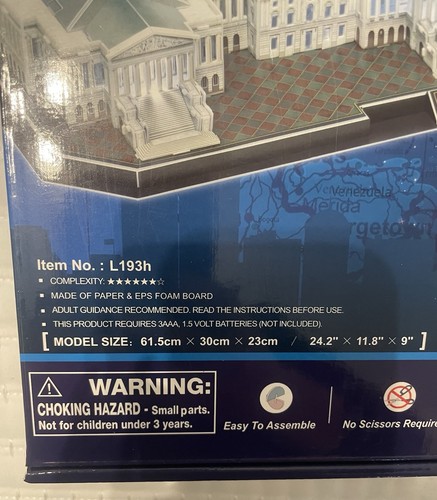 Venezuela
Merida
rgetown
Item No. : L193h
▪ COMPLEXITY: ★★★★★★☆
▪ MADE OF PAPER & EPS FOAM BOARD
▪ ADULT GUIDANCE RECOMMENDED. READ THE INSTRUCTIONS BEFORE USE.
▪ THIS PRODUCT REQUIRES 3AAA, 1.5 VOLT BATTERIES (NOT INCLUDED).
[ MODEL SIZE: 61.5cm × 30cm × 23cm / 24.2" × 11.8" × 9" ]
WARNING:
CHOKING HAZARD - Small parts.
Not for children under 3 years.
Easy To Assemble
No Scissors Require